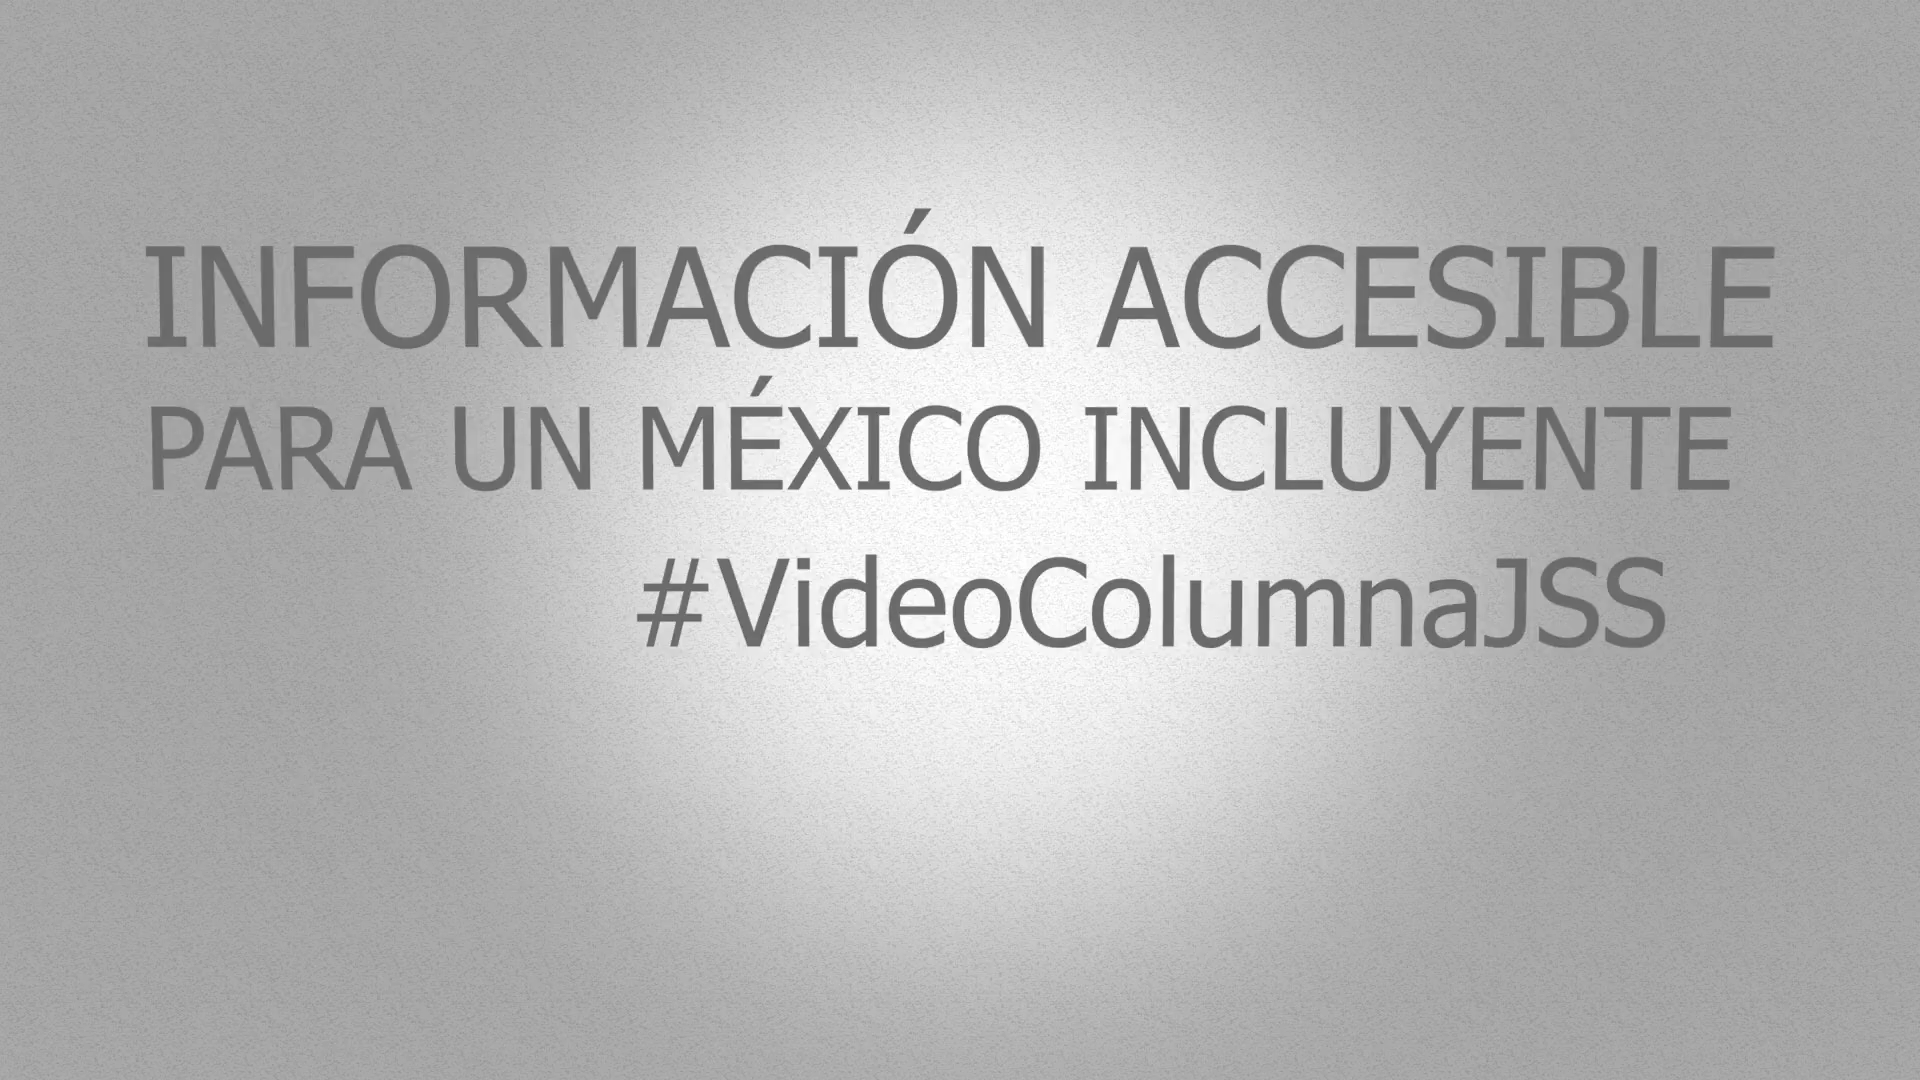 INFORMACIÓN ACCESIBLE
PARA UN MÉXICO INCLUYENTE
#VideoColumnaJSS